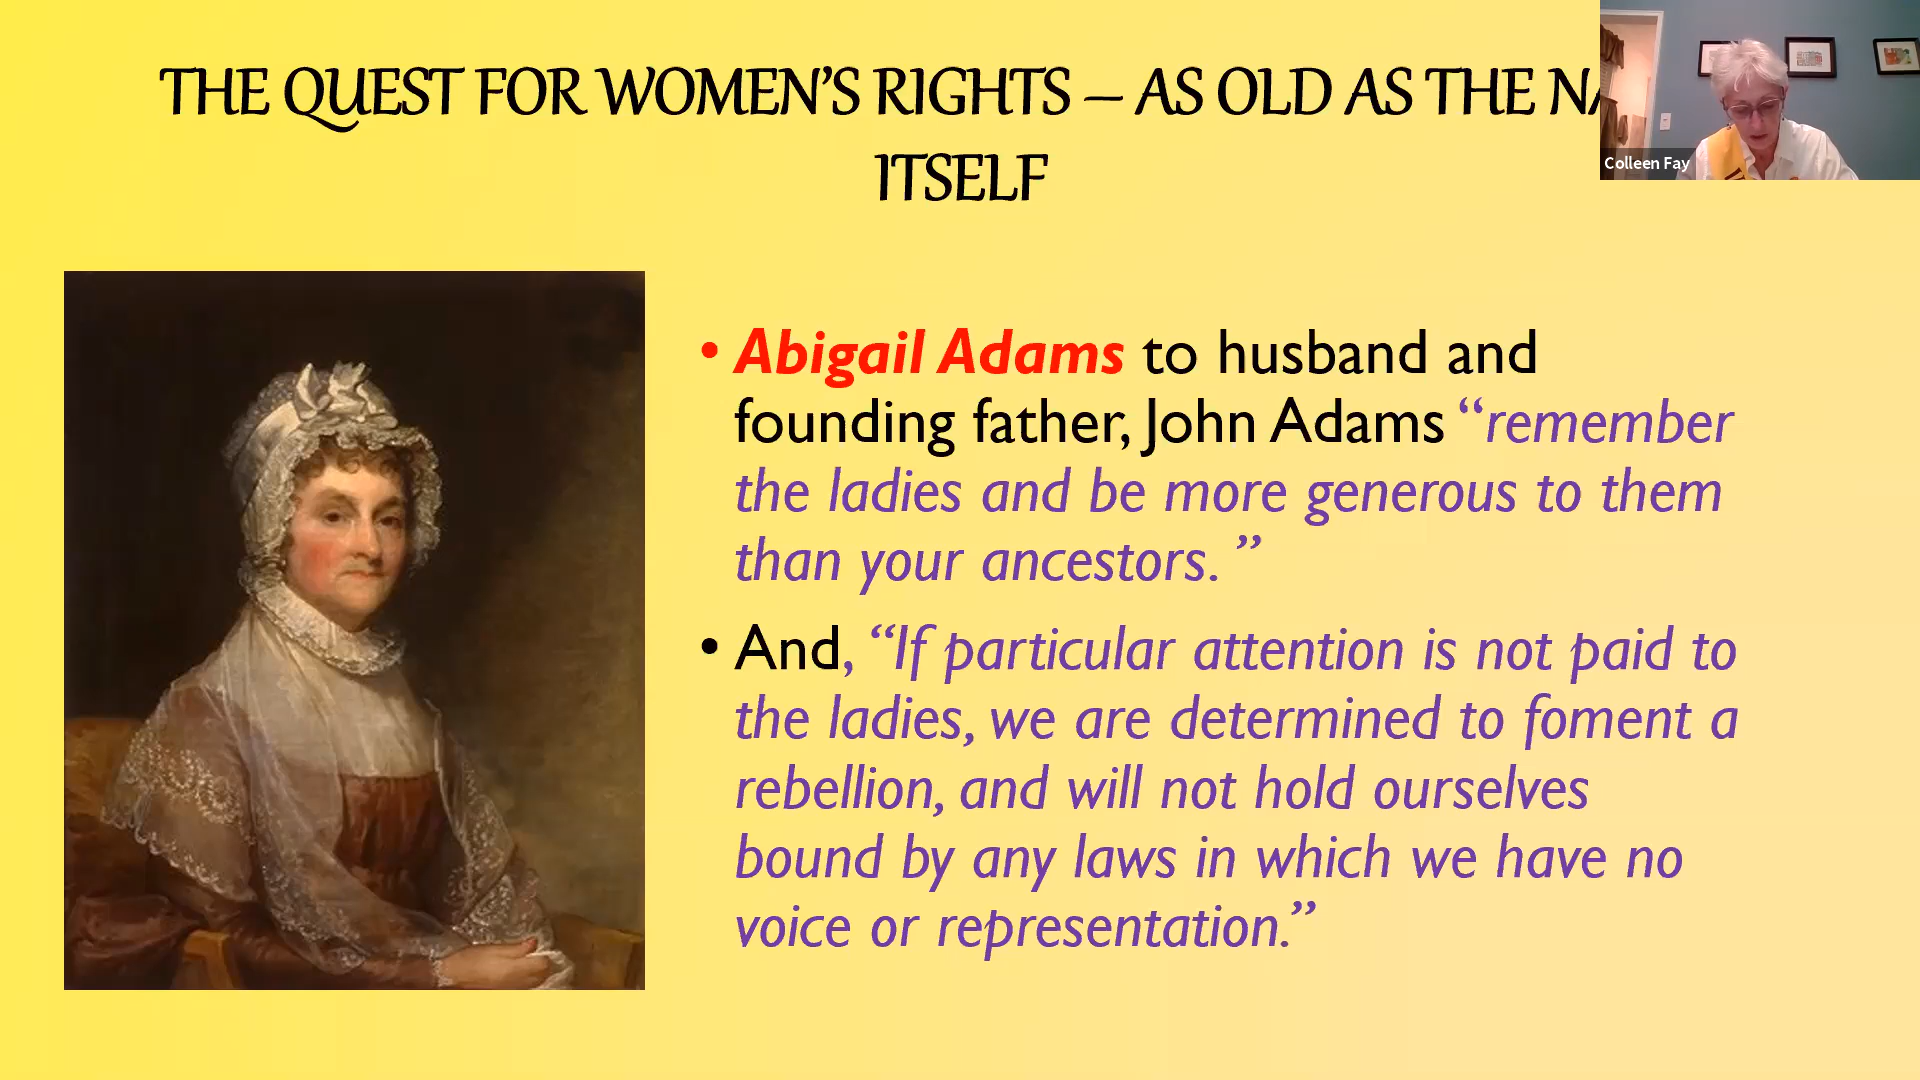 THE QUEST FOR WOMEN’S RIGHTS – AS OLD AS THE
ITSELF
Colleen Fay
• Abigail Adams to husband and
founding father, John Adams “remember
the ladies and be more generous to them
than your ancestors. ”
• And, “If particular attention is not paid to
the ladies, we are determined to foment a
rebellion, and will not hold ourselves
bound by any laws in which we have no
voice or representation.”